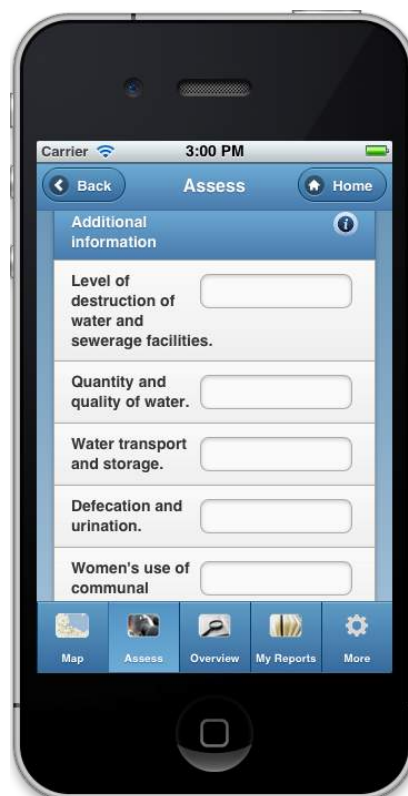 Carrier 3:00 PM
Back Assess Home
Additional
information
Level of
destruction of
water and
sewerage facilities.
Quantity and
quality of water.
Water transport
and storage.
Defecation and
urination.
Women's use of
communal
Map Assess Overview My Reports More